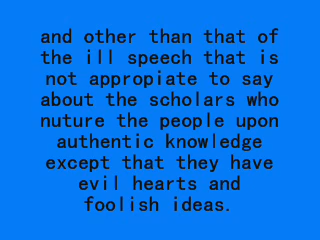 and other than that of
the ill speech that is
not appropiate to say
about the scholars who
nuture the people upon
authentic knowledge
except that they have
evil hearts and
foolish ideas.